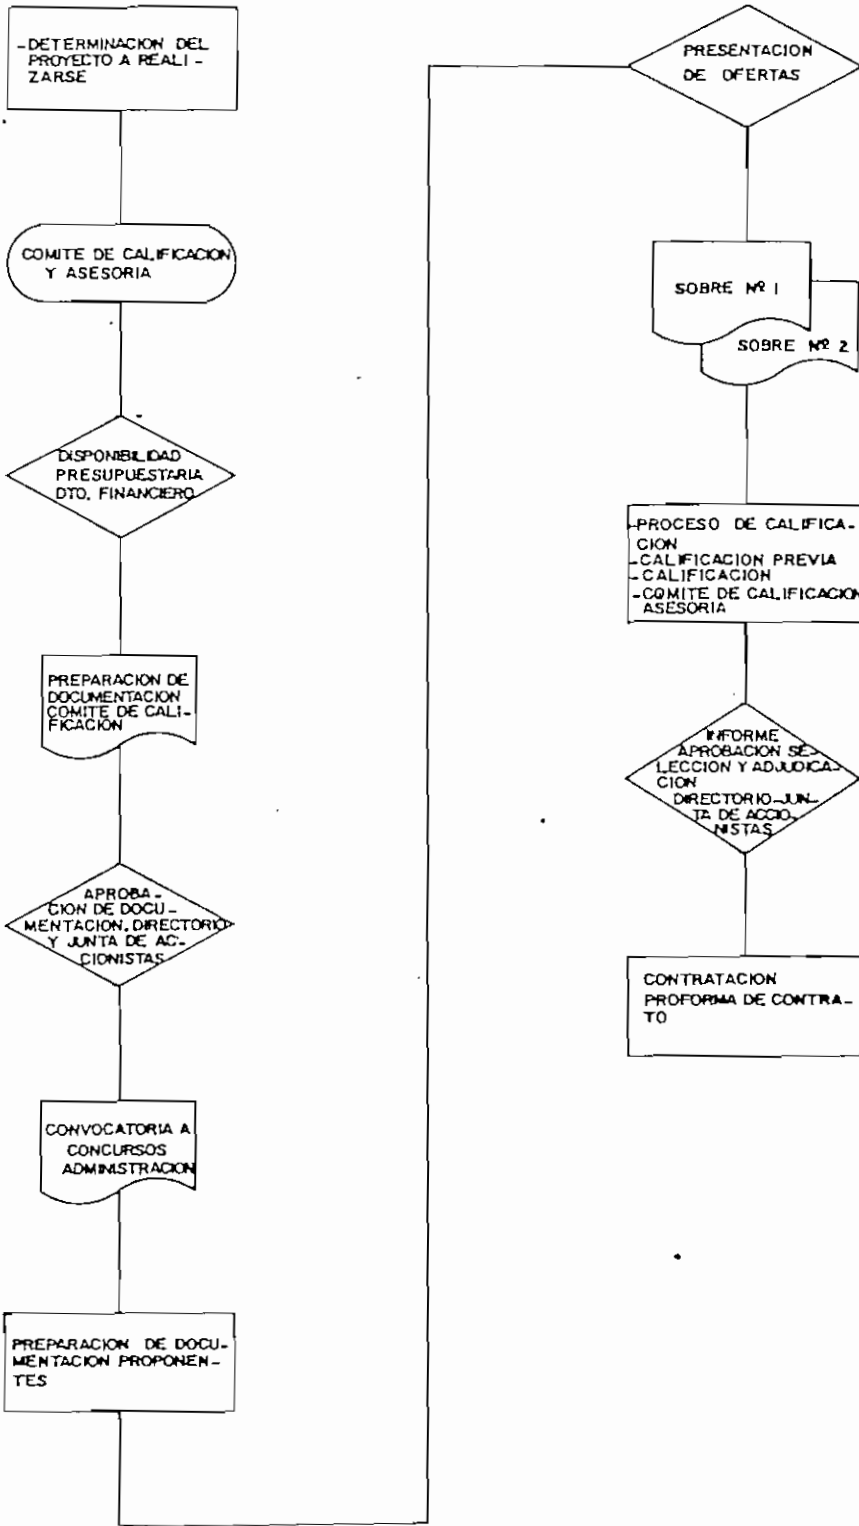 -DETERMINACION DEL
PROYECTO A REALI-
ZARSE
COMITE DE CALIFICACION
Y ASESORIA
DISPONIBILIDAD
PRESUPUESTARIA
DTO. FINANCIERO
PREPARACION DE
DOCUMENTACION
COMITE DE CALI-
FICACION
APROBA-
CION DE DOCU-
MENTACION, DIRECTORIO
Y JUNTA DE AC-
CIONISTAS
CONVOCATORIA A
CONCURSOS
ADMINISTRACION
PREPARACION DE DOCU-
MENTACION PROPONEN-
TES
PRESENTACION
DE OFERTAS
SOBRE Nº 1
SOBRE Nº 2
-PROCESO DE CALIFICA-
CION
-CALIFICACION PREVIA
-CALIFICACION
-COMITE DE CALIFICACION
ASESORIA
INFORME
APROBACION SE-
LECCION Y ADJUDICA-
CION
DIRECTORIO-JUN-
TA DE ACCIO-
NISTAS
CONTRATACION
PROFORMA DE CONTRA-
TO